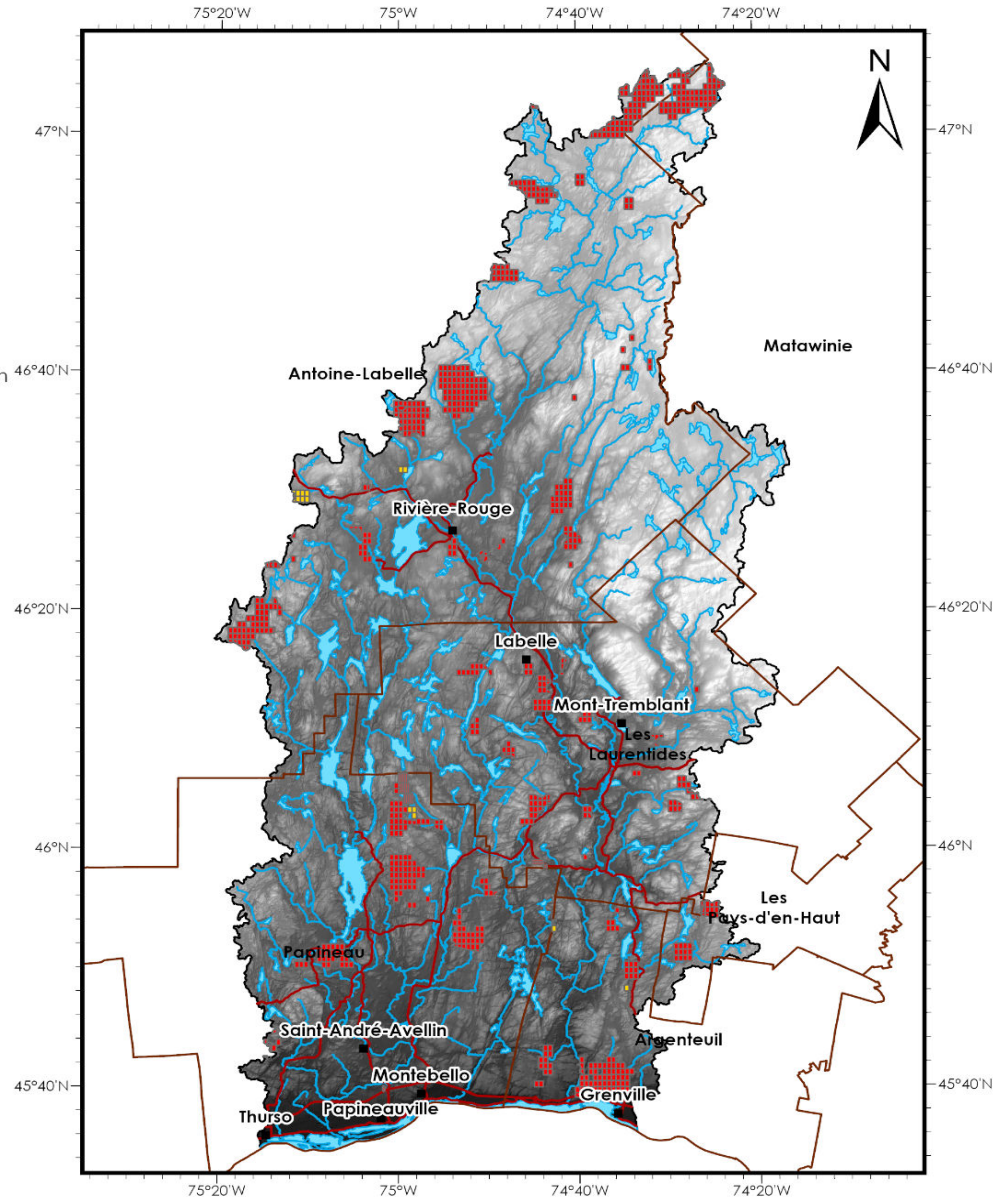 75°20'W 75°W 74°40'W 74°20'W
N
47°N 47°N
Matawinie
n 46°40'N Antoine-Labelle 46°40'N
Rivière-Rouge
46°20'N 46°20'N
Labelle
Mont-Tremblant
Les
Laurentides
46°N 46°N
Les
Pays-d'en-Haut
Papineau
Saint-André-Avellin
Argenteuil
Montebello
45°40'N 45°40'N
Grenville
Papineauville
Thurso
75°20'W 75°W 74°40'W 74°20'W